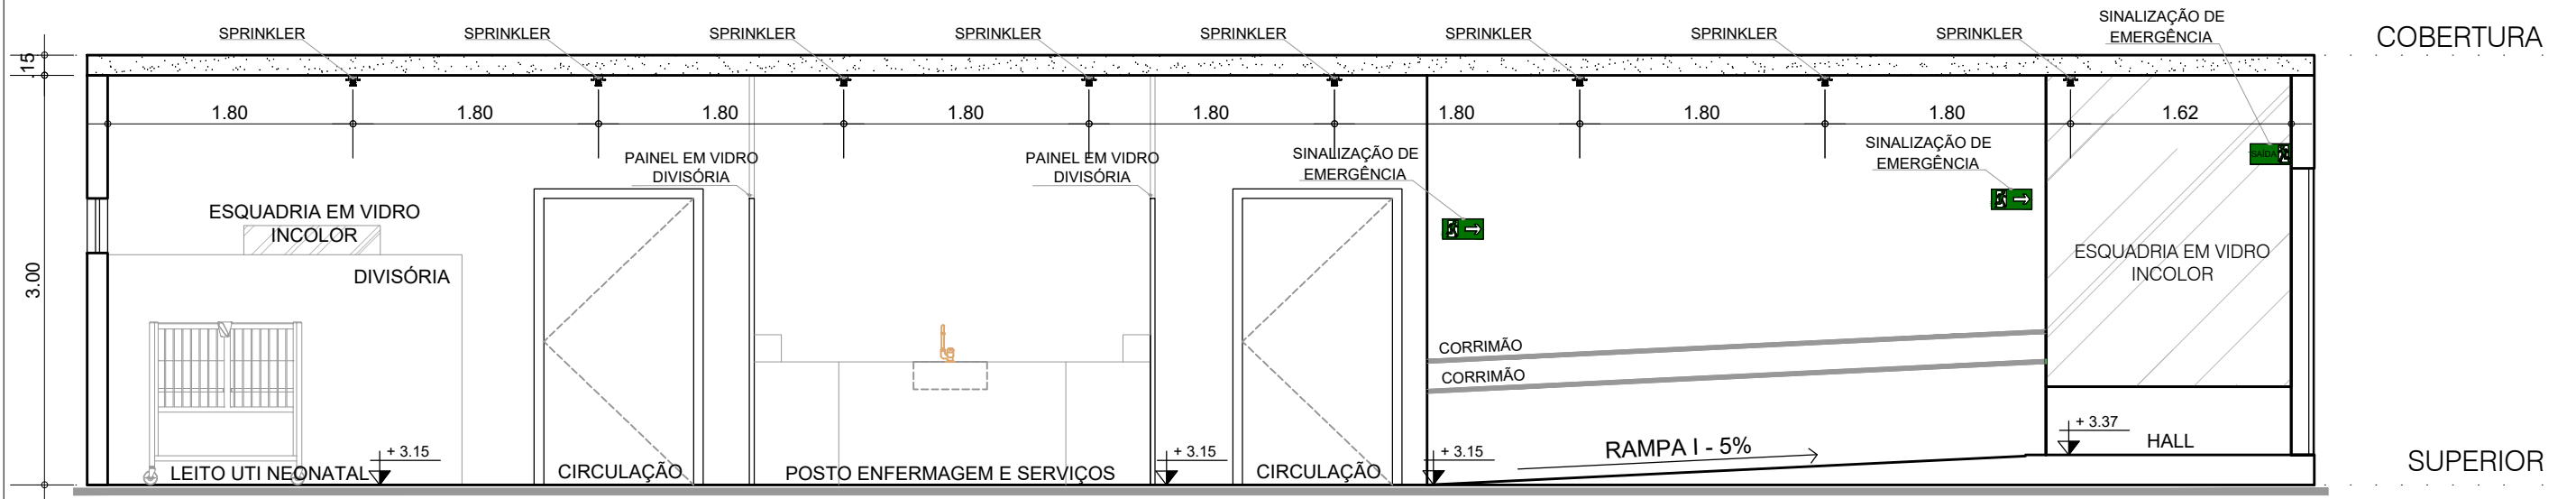 SPRINKLER SPRINKLER SPRINKLER SPRINKLER SPRINKLER SPRINKLER SPRINKLER SPRINKLER
SINALIZAÇÃO DE
EMERGÊNCIA
COBERTURA
.15
1.80 1.80 1.80 1.80 1.80 1.80 1.80 1.80 1.62
PAINEL EM VIDRO
DIVISÓRIA
PAINEL EM VIDRO
DIVISÓRIA
SINALIZAÇÃO DE
EMERGÊNCIA
SINALIZAÇÃO DE
EMERGÊNCIA
SAÍDA
ESQUADRIA EM VIDRO
INCOLOR
DIVISÓRIA
3.00
ESQUADRIA EM VIDRO
INCOLOR
CORRIMÃO
CORRIMÃO
+ 3.15
+ 3.15
+ 3.15
+ 3.37
LEITO UTI NEONATAL
CIRCULAÇÃO
POSTO ENFERMAGEM E SERVIÇOS
CIRCULAÇÃO
RAMPA I - 5%
HALL
SUPERIOR